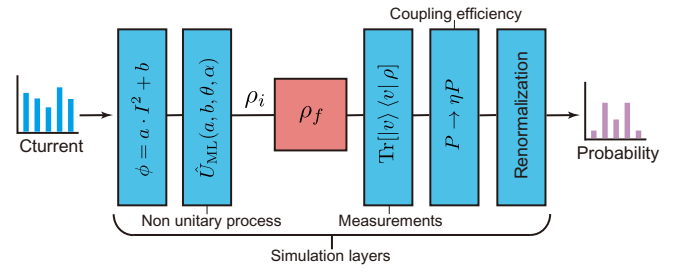 Coupling efficiency
Cturrent
ϕ = a · I² + b
Û_ML(a, b, θ, α)
ρ_i
ρ_f
Tr[|v⟩ ⟨v| ρ]
P → ηP
Renormalization
Probability
Non unitary process
Measurements
Simulation layers